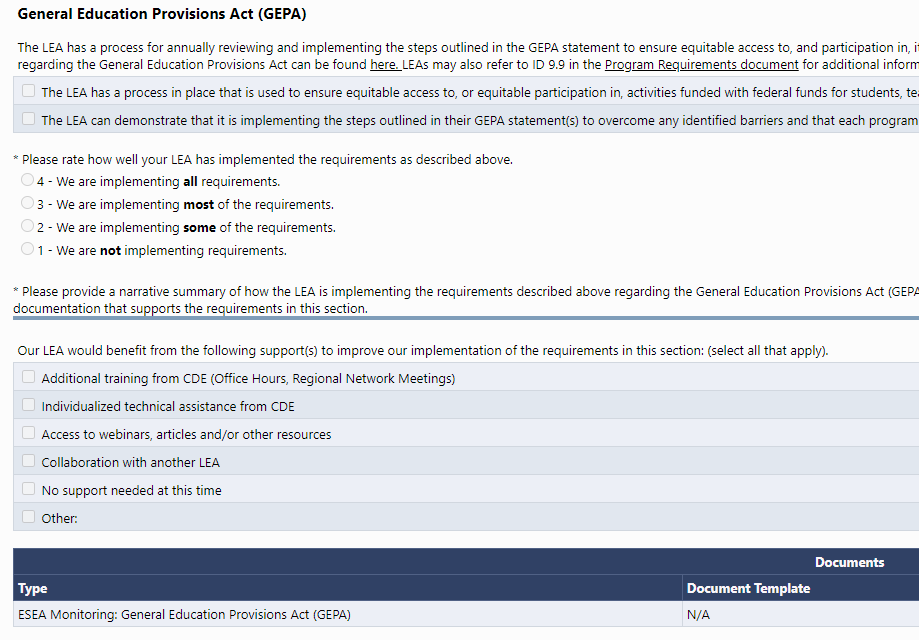 General Education Provisions Act (GEPA)
The LEA has a process for annually reviewing and implementing the steps outlined in the GEPA statement to ensure equitable access to, and participation in,
regarding the General Education Provisions Act can be found here. LEAs may also refer to ID 9.9 in the Program Requirements document for additional
The LEA has a process in place that is used to ensure equitable access to, or equitable participation in, activities funded with federal funds for students,
The LEA can demonstrate that it is implementing the steps outlined in their GEPA statement(s) to overcome any identified barriers and that each program
* Please rate how well your LEA has implemented the requirements as described above.
4 - We are implementing all requirements.
3 - We are implementing most of the requirements.
2 - We are implementing some of the requirements.
1 - We are not implementing requirements.
* Please provide a narrative summary of how the LEA is implementing the requirements described above regarding the General Education Provisions Act (GEPA
documentation that supports the requirements in this section.
Our LEA would benefit from the following support(s) to improve our implementation of the requirements in this section: (select all that apply).
Additional training from CDE (Office Hours, Regional Network Meetings)
Individualized technical assistance from CDE
Access to webinars, articles and/or other resources
Collaboration with another LEA
No support needed at this time
Other:
Documents
Type Document Template
ESEA Monitoring: General Education Provisions Act (GEPA) N/A